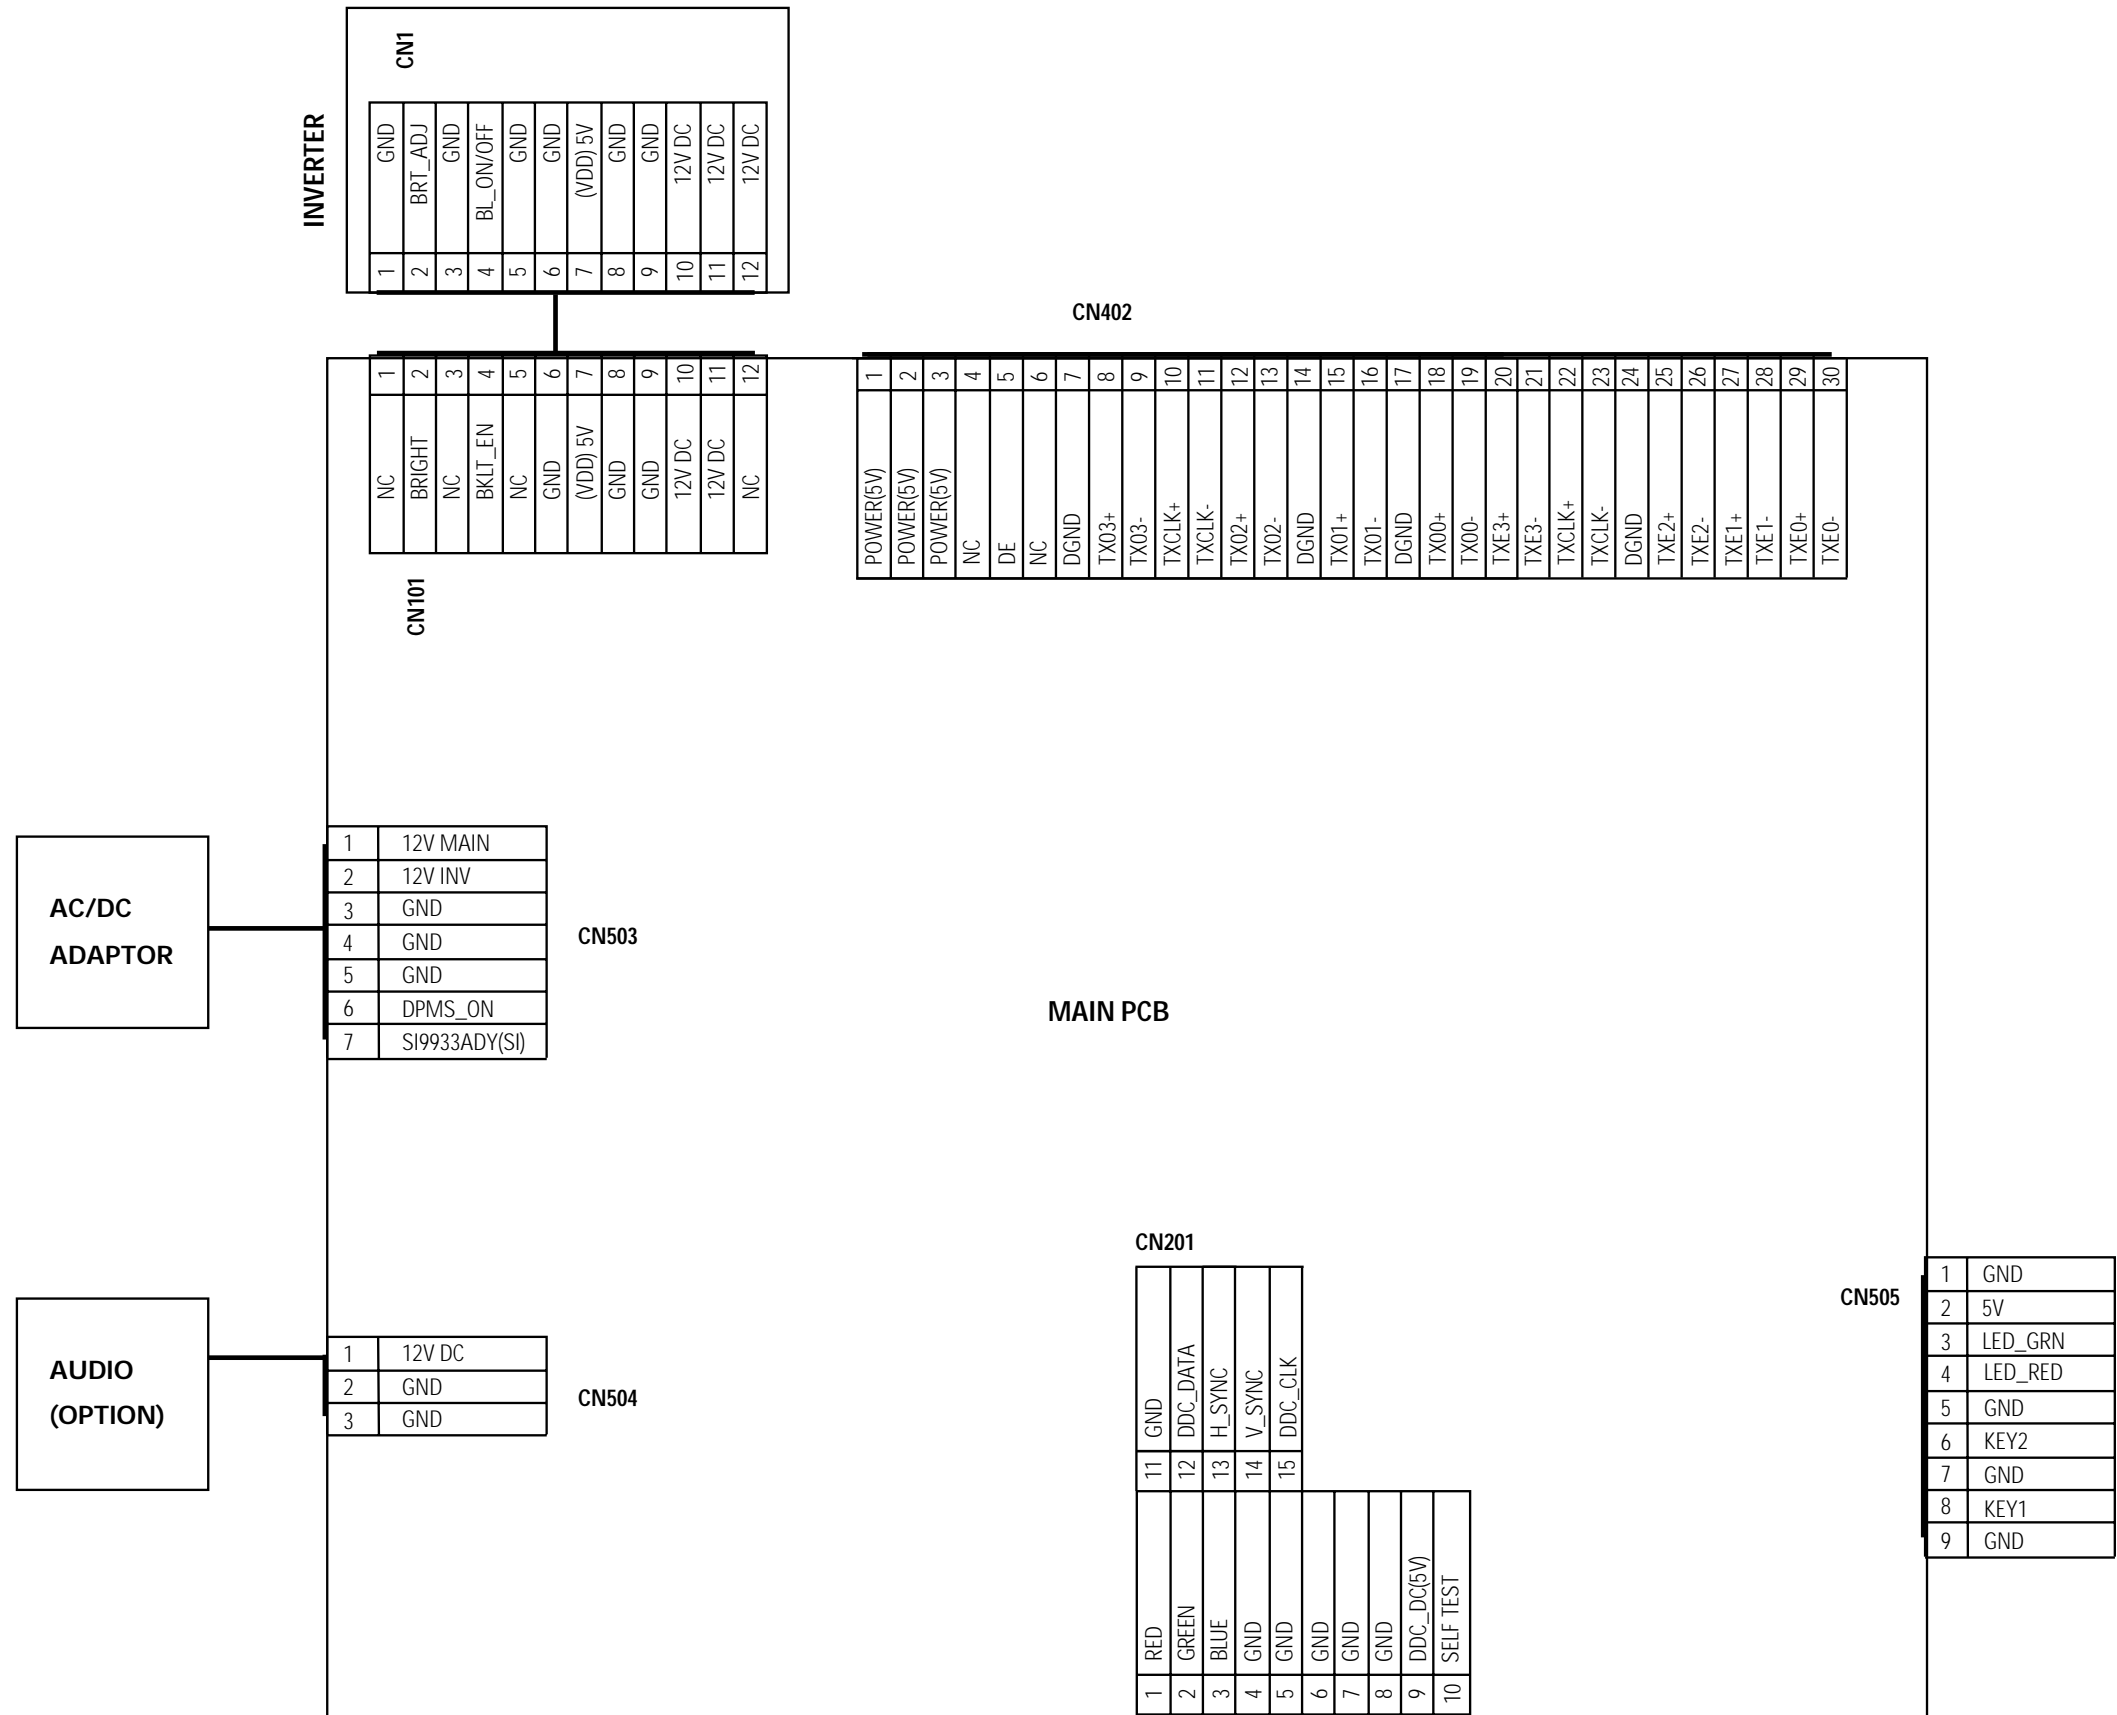 INVERTER
CN1
GND
BRT_ADJ
GND
BL_ON/OFF
GND
GND
(VDD) 5V
GND
GND
12V DC
12V DC
12V DC
1 2 3 4 5 6 7 8 9 10 11 12
1 2 3 4 5 6 7 8 9 10 11 12
NC
BRIGHT
NC
BKLT_EN
NC
GND
(VDD) 5V
GND
GND
12V DC
12V DC
NC
CN101
CN402
1 2 3 4 5 6 7 8 9 10 11 12 13 14 15 16 17 18 19 20 21 22 23 24 25 26 27 28 29 30
POWER(5V)
POWER(5V)
POWER(5V)
NC
DE
NC
DGND
TX03+
TX03-
TXCLK+
TXCLK-
TX02+
TX02-
DGND
TX01+
TX01-
DGND
TX00+
TX00-
TXE3+
TXE3-
TXCLK+
TXCLK-
DGND
TXE2+
TXE2-
TXE1+
TXE1-
TXE0+
TXE0-
AC/DC
ADAPTOR
1 12V MAIN
2 12V INV
3 GND
4 GND
5 GND
6 DPMS_ON
7 SI9933ADY(SI)
CN503
MAIN PCB
AUDIO
(OPTION)
1 12V DC
2 GND
3 GND
CN504
CN201
11 GND
12 DDC_DATA
13 H_SYNC
14 V_SYNC
15 DDC_CLK
1 RED
2 GREEN
3 BLUE
4 GND
5 GND
6 GND
7 GND
8 GND
9 DDC_DC(5V)
10 SELF TEST
CN505
1 GND
2 5V
3 LED_GRN
4 LED_RED
5 GND
6 KEY2
7 GND
8 KEY1
9 GND